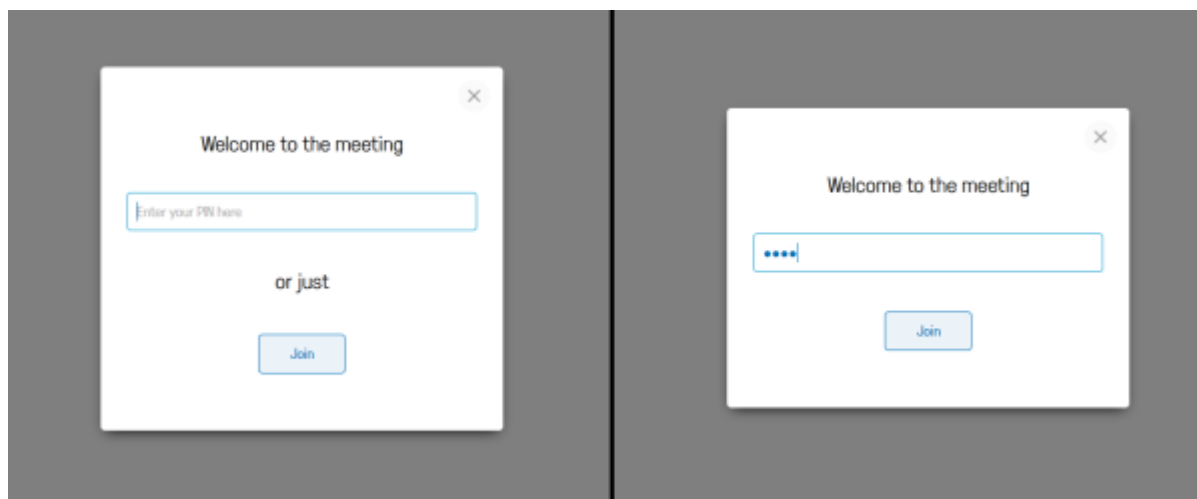 Welcome to the meeting
Enter your PIN here
or just
Join
Welcome to the meeting
••••
Join